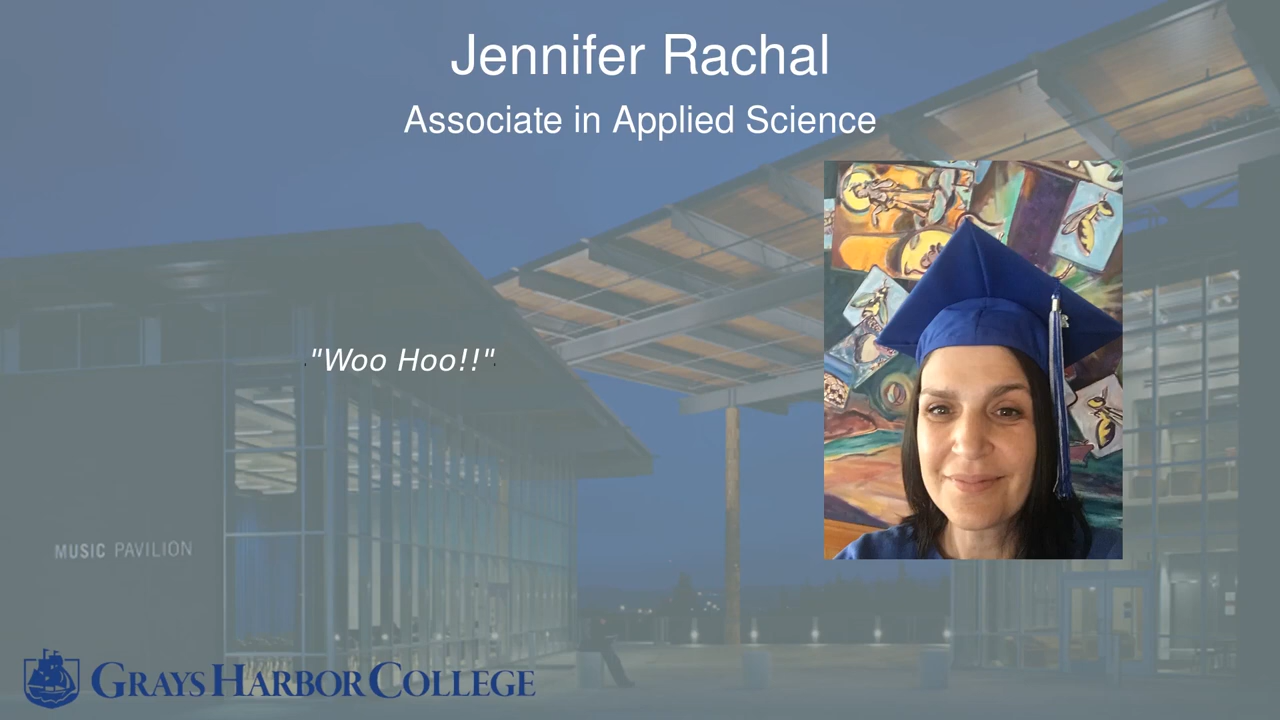 Jennifer Rachal
Associate in Applied Science
"Woo Hoo!!"
MUSIC PAVILION
GRAYS HARBOR COLLEGE